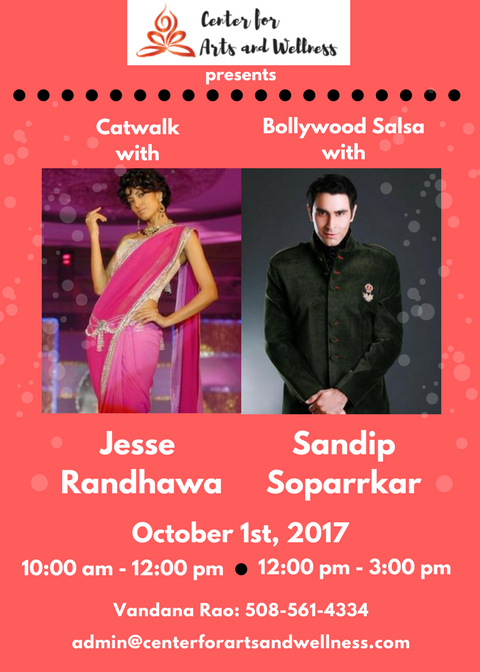 Center for
Arts and Wellness
presents
Catwalk
with
Bollywood Salsa
with
Jesse
Randhawa
Sandip
Soparrkar
October 1st, 2017
10:00 am - 12:00 pm ● 12:00 pm - 3:00 pm
Vandana Rao: 508-561-4334
admin@centerforartsandwellness.com